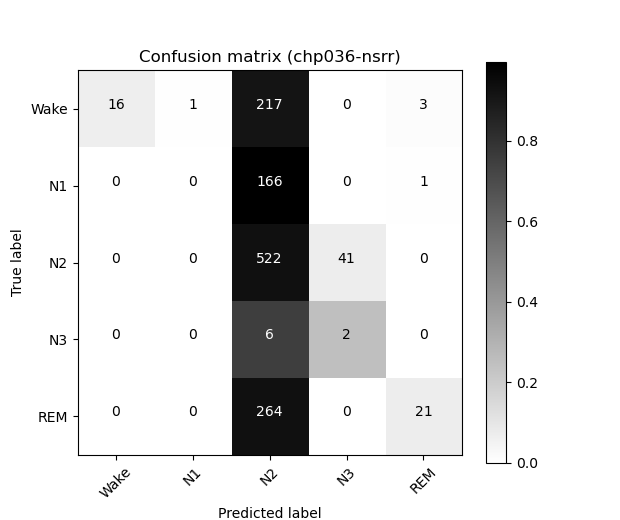 Confusion matrix (chp036-nsrr)
True label
Wake 16 1 217 0 3
N1 0 0 166 0 1
N2 0 0 522 41 0
N3 0 0 6 2 0
REM 0 0 264 0 21
Wake N1 N2 N3 REM
Predicted label
0.8
0.6
0.4
0.2
0.0